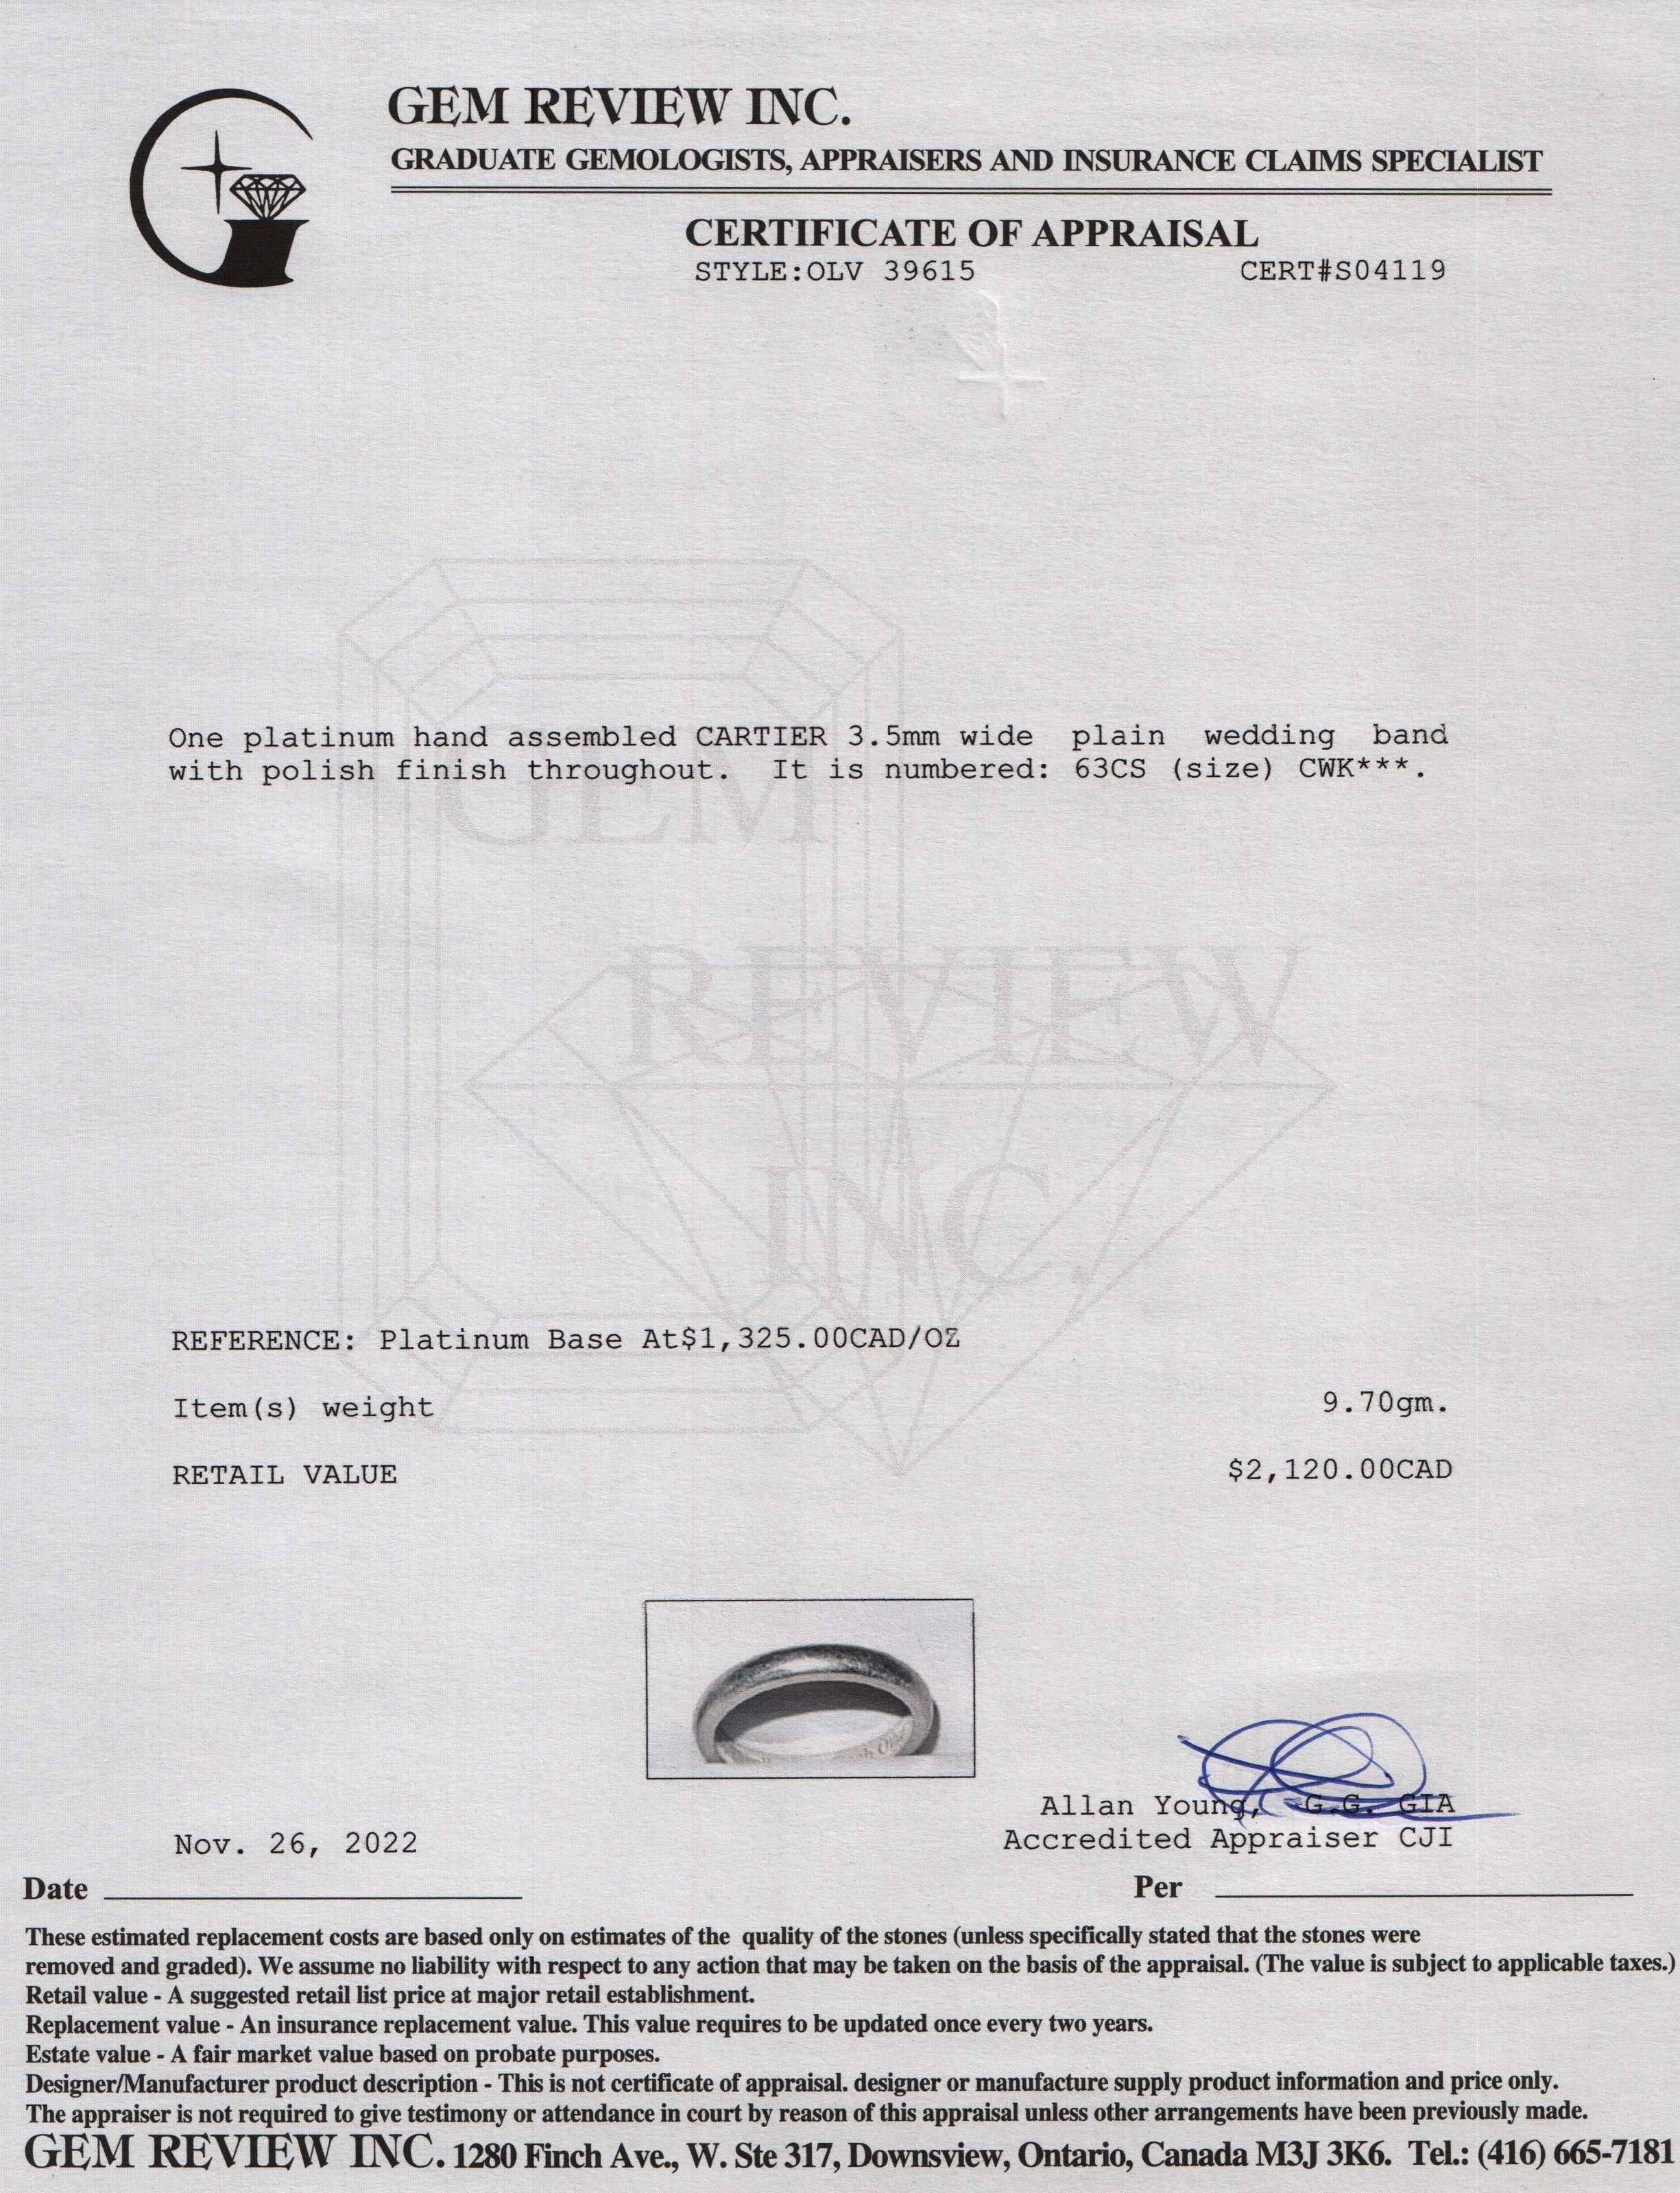 GEM REVIEW INC.
GRADUATE GEMOLOGISTS, APPRAISERS AND INSURANCE CLAIMS SPECIALIST
CERTIFICATE OF APPRAISAL
STYLE:OLV 39615 CERT#S04119
One platinum hand assembled CARTIER 3.5mm wide plain wedding band
with polish finish throughout. It is numbered: 63CS (size) CWK***.
GEM
REVIEW
INC.
REFERENCE: Platinum Base At$1,325.00CAD/OZ
Item(s) weight 9.70gm.
RETAIL VALUE $2,120.00CAD
Allan Young, G.G. GIA
Accredited Appraiser CJI
Nov. 26, 2022
Date Per
These estimated replacement costs are based only on estimates of the quality of the stones (unless specifically stated that the stones were
removed and graded). We assume no liability with respect to any action that may be taken on the basis of the appraisal. (The value is subject to applicable taxes.)
Retail value - A suggested retail list price at major retail establishment.
Replacement value - An insurance replacement value. This value requires to be updated once every two years.
Estate value - A fair market value based on probate purposes.
Designer/Manufacturer product description - This is not certificate of appraisal. designer or manufacture supply product information and price only.
The appraiser is not required to give testimony or attendance in court by reason of this appraisal unless other arrangements have been previously made.
GEM REVIEW INC. 1280 Finch Ave., W. Ste 317, Downsview, Ontario, Canada M3J 3K6. Tel.: (416) 665-7181